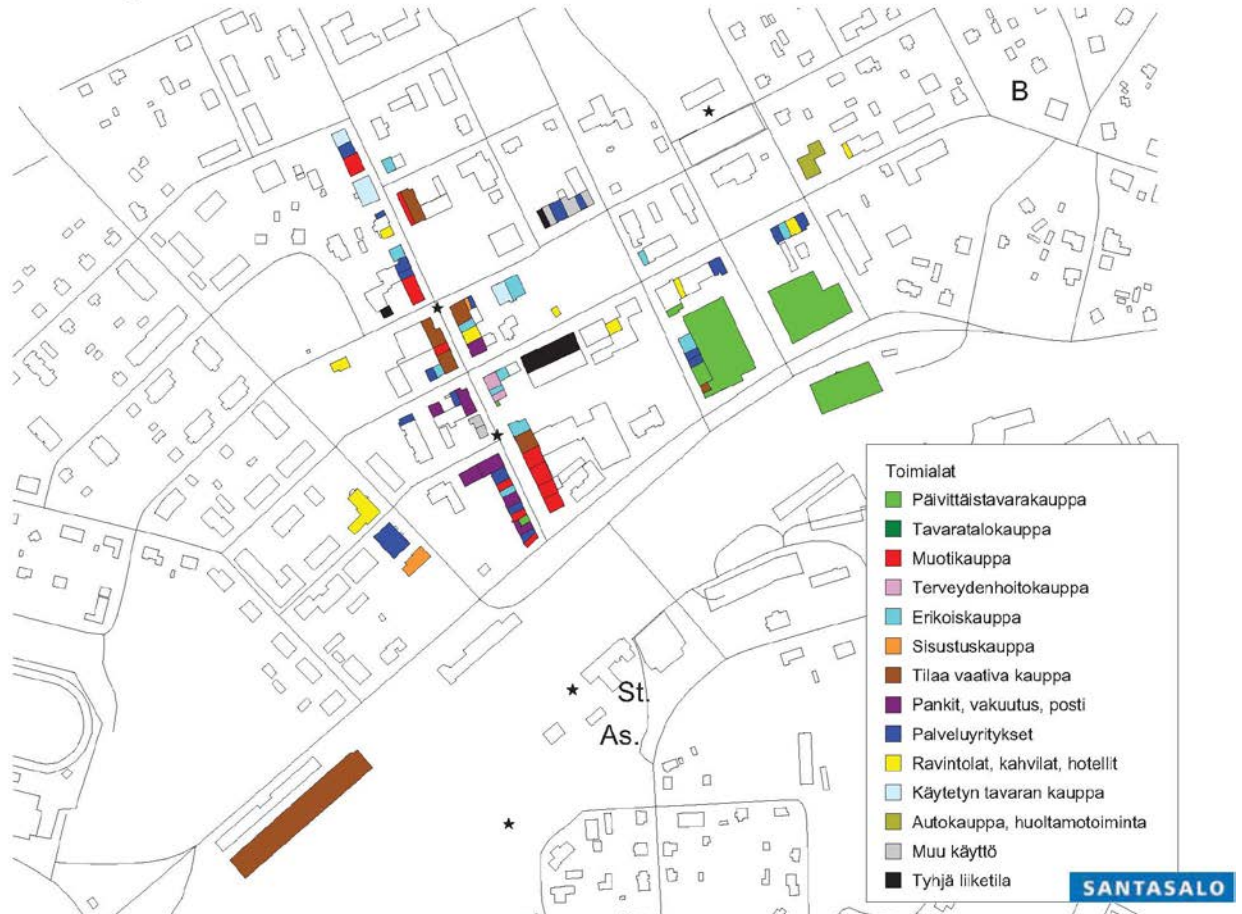 B
St.
As.
Toimialat
Päivittäistavarakauppa
Tavaratalokauppa
Muotikauppa
Terveydenhoitokauppa
Erikoiskauppa
Sisustuskauppa
Tilaa vaativa kauppa
Pankit, vakuutus, posti
Palveluyritykset
Ravintolat, kahvilat, hotellit
Käytetyn tavaran kauppa
Autokauppa, huoltamotoiminta
Muu käyttö
Tyhjä liiketila
SANTASALO